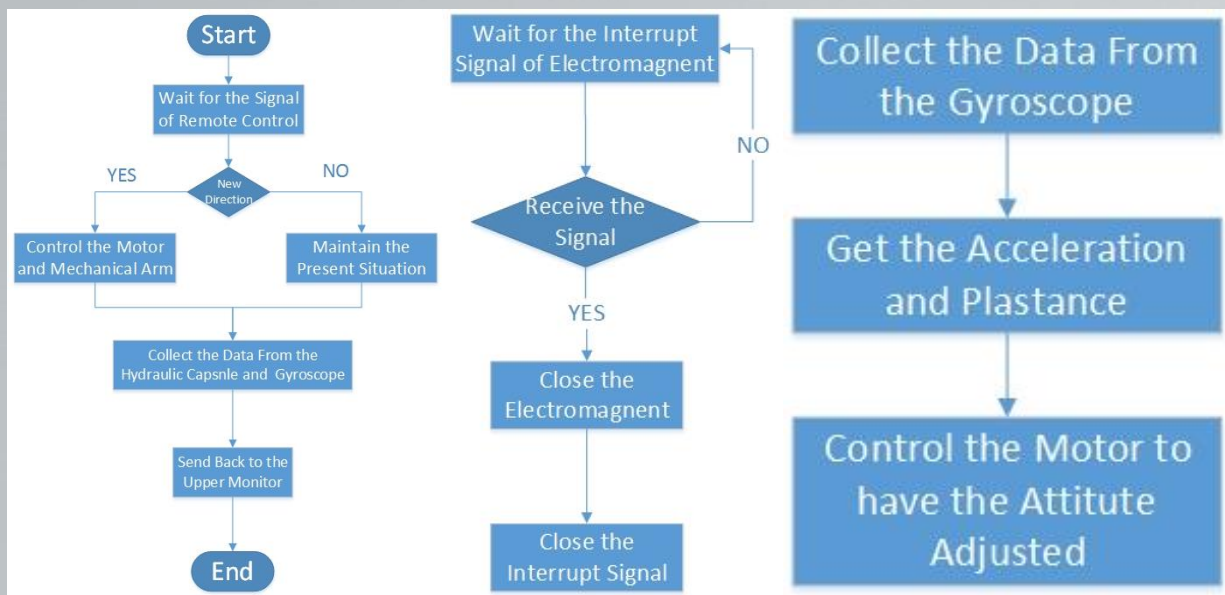 Start
Wait for the Signal
of Remote Control
YES
NO
New
Direction
Control the Motor
and Mechanical Arm
Maintain the
Present Situation
Collect the Data From the
Hydraulic Capsnle and Gyroscope
Send Back to the
Upper Monitor
End
Wait for the Interrupt
Signal of Electromagnent
NO
Receive the
Signal
YES
Close the
Electromagnent
Close the
Interrupt Signal
Collect the Data From
the Gyroscope
Get the Acceleration
and Plastance
Control the Motor to
have the Attitute
Adjusted